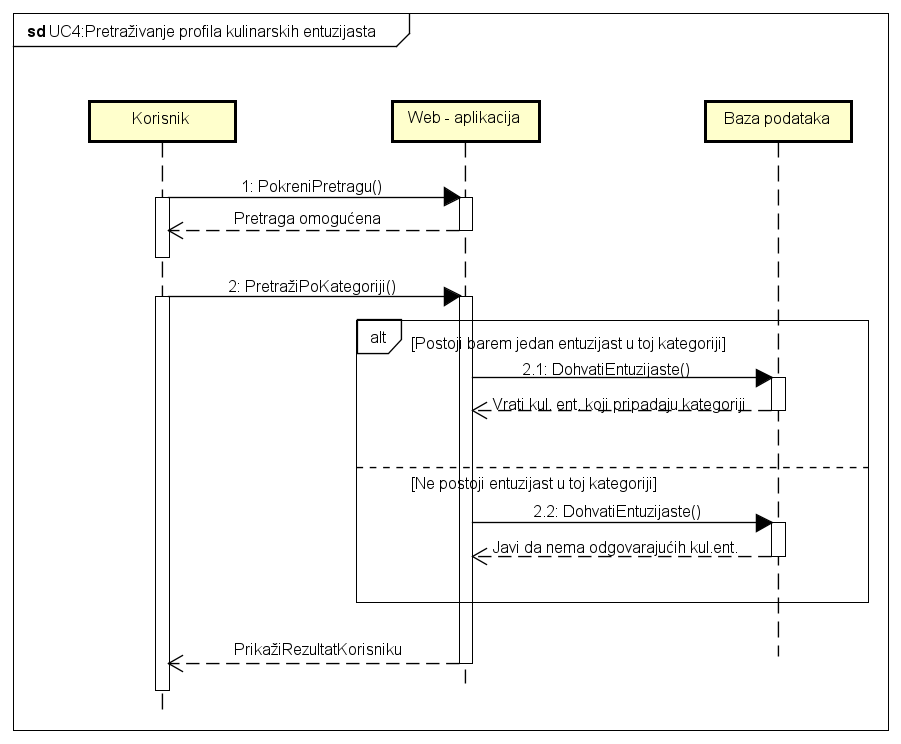 sd UC4:Pretraživanje profila kulinarskih entuzijasta
Korisnik
Web - aplikacija
Baza podataka
1: PokreniPretragu()
Pretraga omogućena
2: PretražiPoKategoriji()
alt
[Postoji barem jedan entuzijast u toj kategoriji]
2.1: DohvatiEntuzijaste()
Vrati kul. ent. koji pripadaju kategoriji
[Ne postoji entuzijast u toj kategoriji]
2.2: DohvatiEntuzijaste()
Javi da nema odgovarajućih kul.ent.
PrikažiRezultatKorisniku